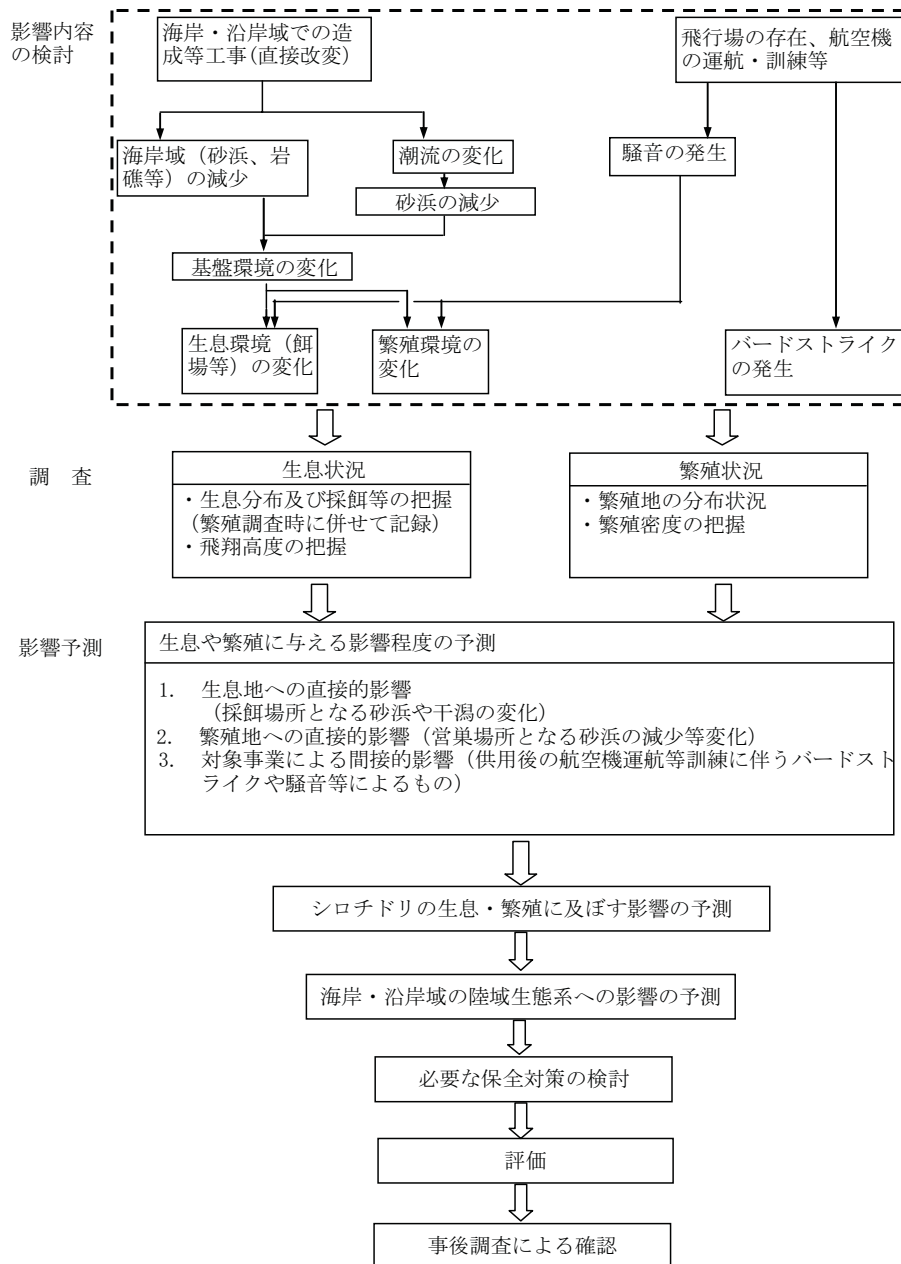 影響内容
の検討
海岸・沿岸域での造
成等工事(直接改変)
飛行場の存在、航空機
の運航・訓練等
海岸域（砂浜、岩
礁等）の減少
潮流の変化
騒音の発生
砂浜の減少
基盤環境の変化
生息環境（餌
場等）の変化
繁殖環境の
変化
バードストライク
の発生
調　査
生息状況
・生息分布及び採餌等の把握
（繁殖調査時に併せて記録）
・飛翔高度の把握
繁殖状況
・繁殖地の分布状況
・繁殖密度の把握
影響予測
生息や繁殖に与える影響程度の予測
1.　生息地への直接的影響
（採餌場所となる砂浜や干潟の変化）
2.　繁殖地への直接的影響（営巣場所となる砂浜の減少等変化）
3.　対象事業による間接的影響（供用後の航空機運航等訓練に伴うバードスト
ライクや騒音等によるもの）
シロチドリの生息・繁殖に及ぼす影響の予測
海岸・沿岸域の陸域生態系への影響の予測
必要な保全対策の検討
評価
事後調査による確認